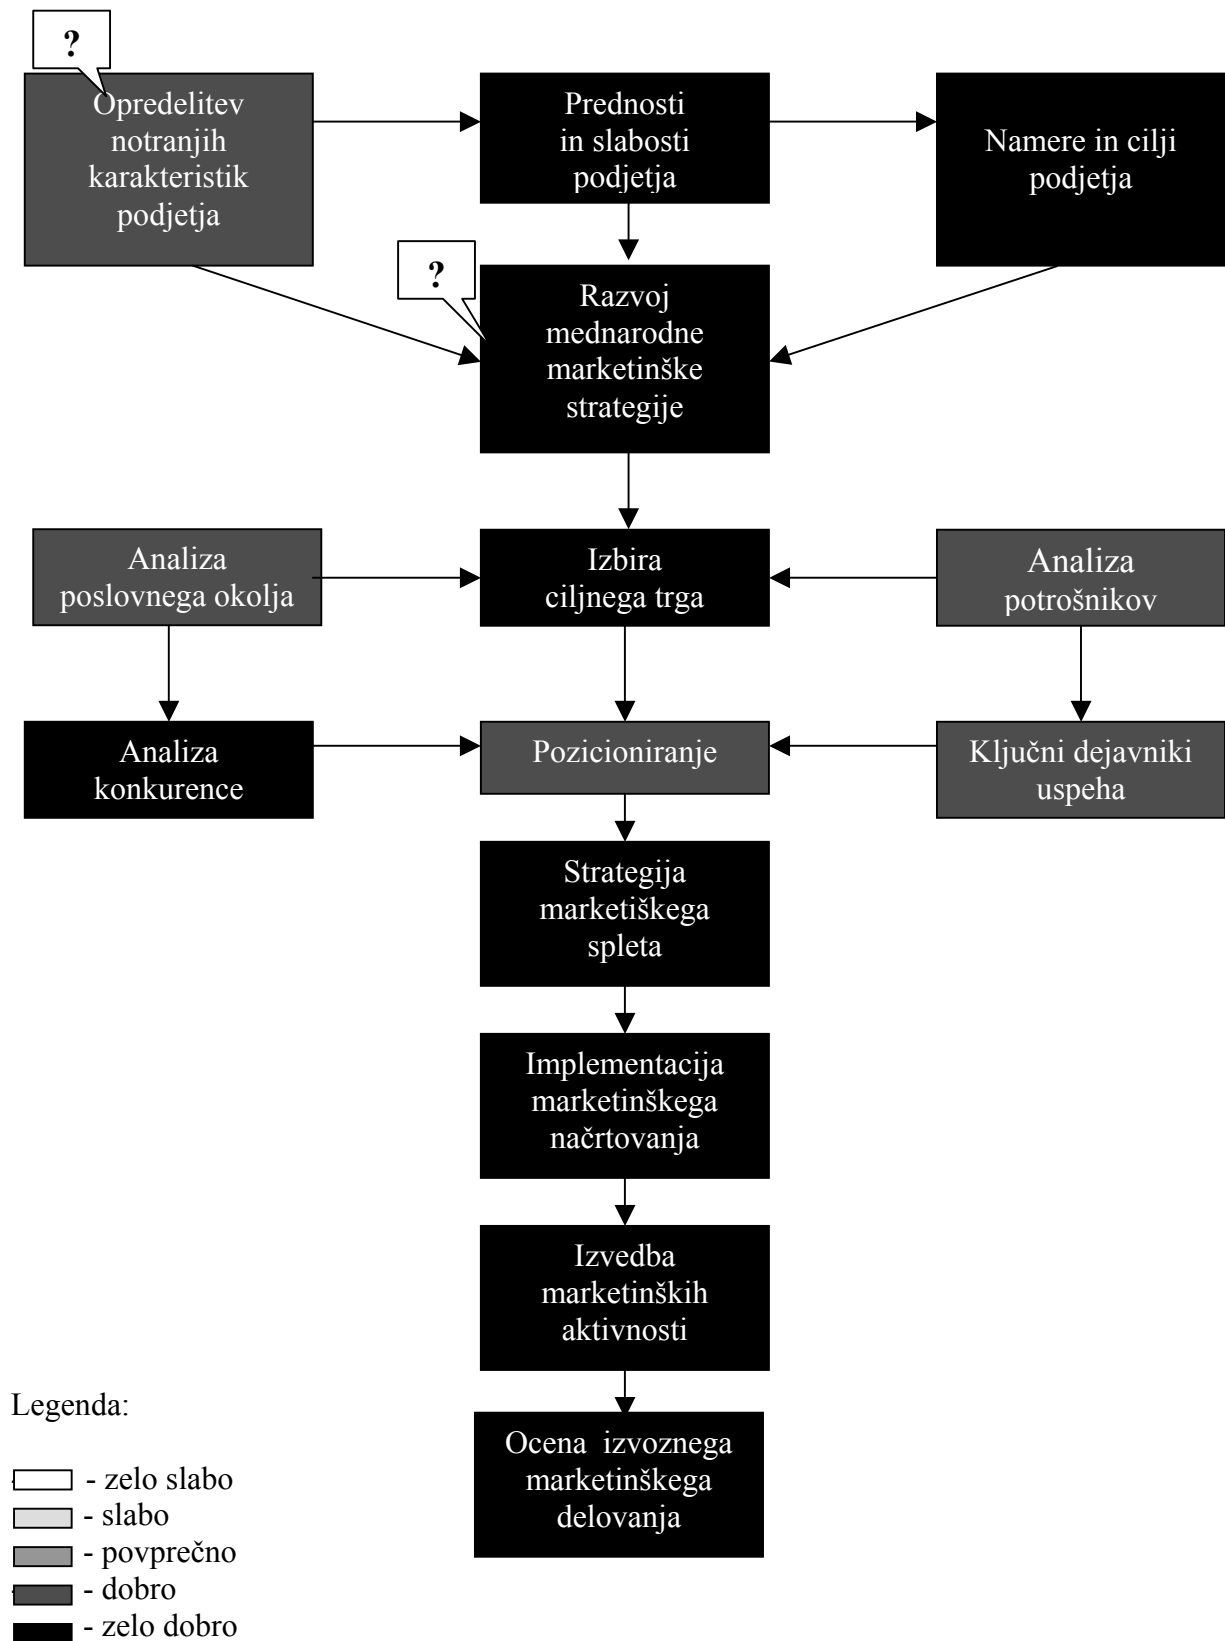 ?
Opredelitev
notranjih
karakteristik
podjetja
Prednosti
in slabosti
podjetja
Namere in cilji
podjetja
?
Razvoj
mednarodne
marketinške
strategije
Analiza
poslovnega okolja
Izbira
ciljnega trga
Analiza
potrošnikov
Analiza
konkurence
Pozicioniranje
Ključni dejavniki
uspeha
Strategija
marketiškega
spleta
Implementacija
marketinškega
načrtovanja
Izvedba
marketinških
aktivnosti
Ocena izvoznega
marketinškega
delovanja
Legenda:
- zelo slabo
- slabo
- povprečno
- dobro
- zelo dobro